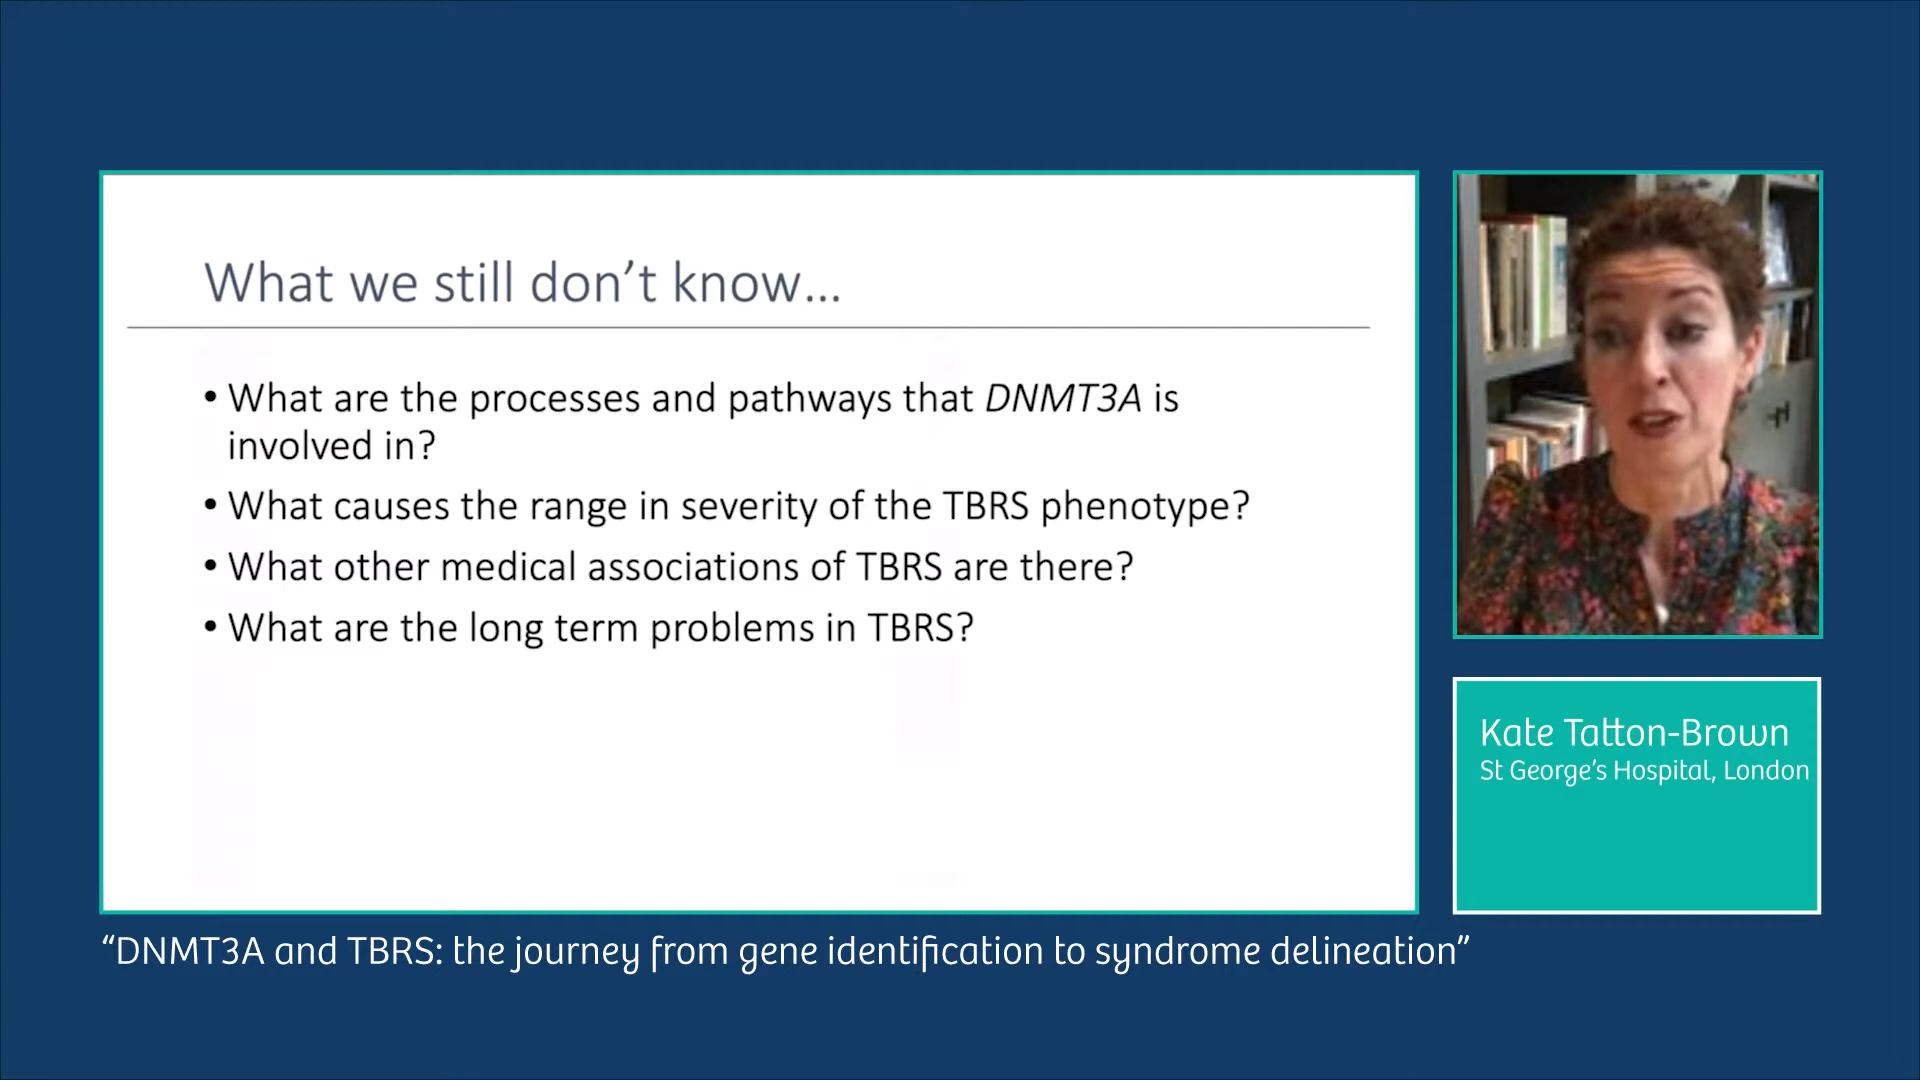 What we still don’t know...
• What are the processes and pathways that DNMT3A is
involved in?
• What causes the range in severity of the TBRS phenotype?
• What other medical associations of TBRS are there?
• What are the long term problems in TBRS?
Kate Tatton-Brown
St George’s Hospital, London
“DNMT3A and TBRS: the journey from gene identification to syndrome delineation”